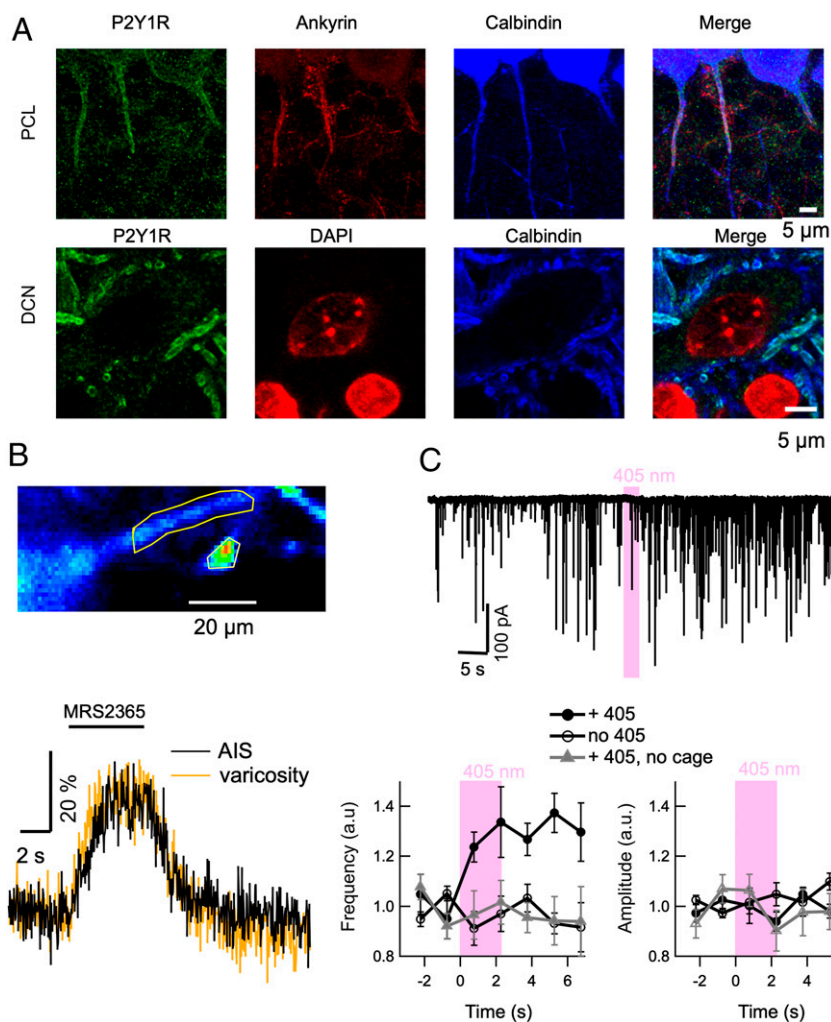 A
P2Y1R Ankyrin Calbindin Merge
PCL
5 µm
P2Y1R DAPI Calbindin Merge
DCN
5 µm
B
20 µm
MRS2365
AIS
varicosity
20 %
2 s
C
405 nm
100 pA
5 s
+ 405
no 405
+ 405, no cage
405 nm
Frequency (a.u)
1.4
1.2
1.0
0.8
-2 0 2 4 6
Time (s)
405 nm
Amplitude (a.u.)
1.4
1.2
1.0
0.8
-2 0 2 4
Time (s)